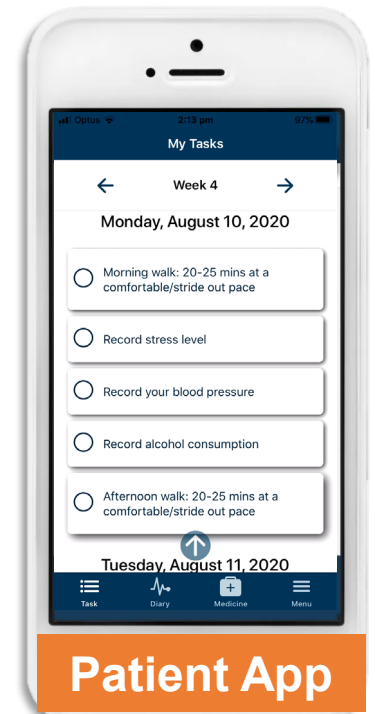 Optus 2:13 pm 97%
My Tasks
Week 4
Monday, August 10, 2020
Morning walk: 20-25 mins at a
comfortable/stride out pace
Record stress level
Record your blood pressure
Record alcohol consumption
Afternoon walk: 20-25 mins at a
comfortable/stride out pace
Tuesday, August 11, 2020
Task Diary Medicine Menu
Patient App